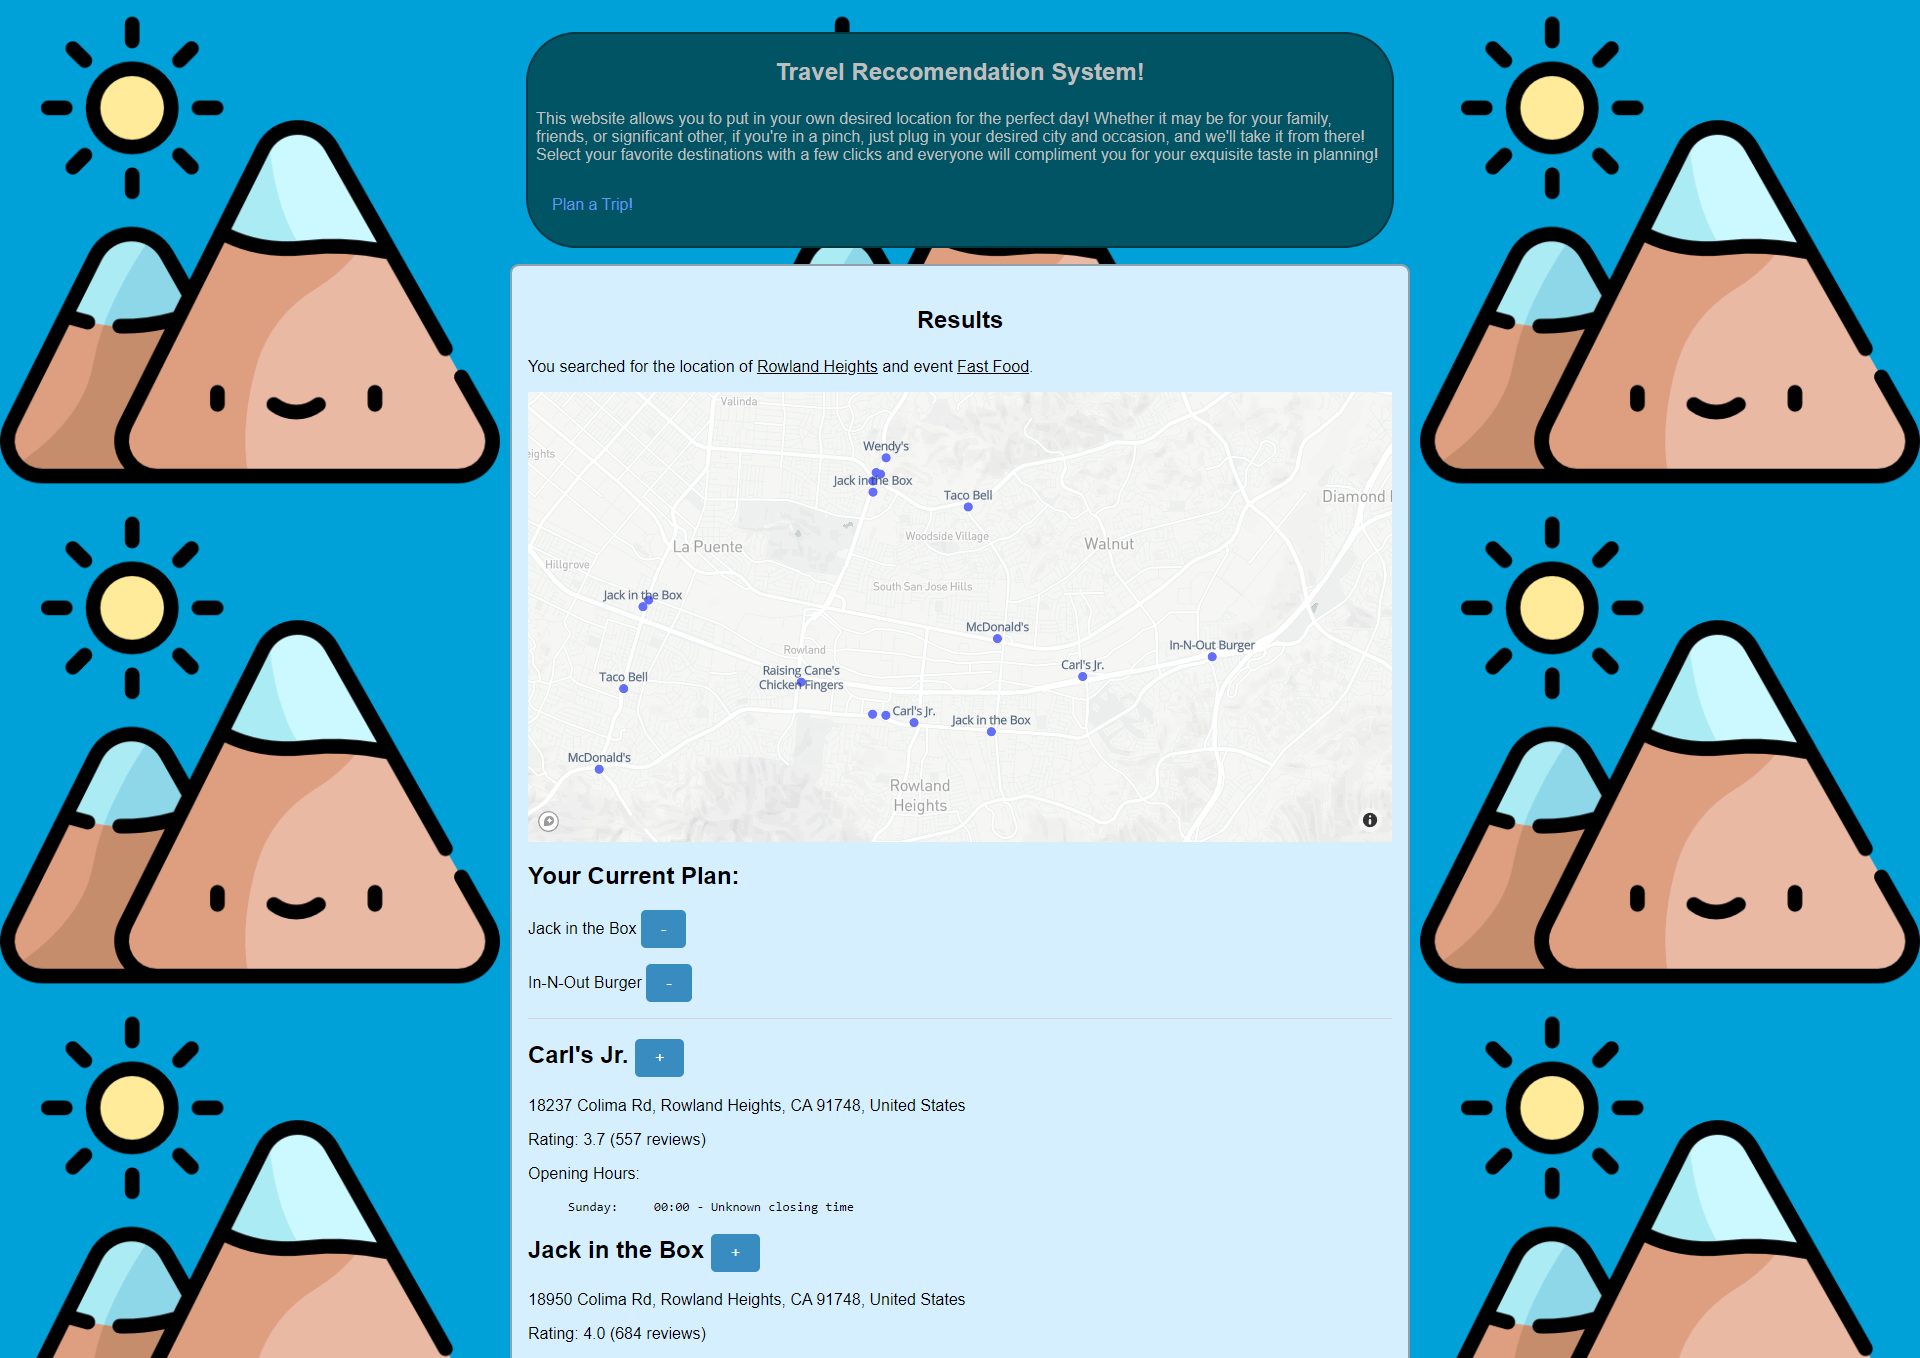 Travel Reccomendation System!
This website allows you to put in your own desired location for the perfect day! Whether it may be for your family,
friends, or significant other, if you're in a pinch, just plug in your desired city and occasion, and we'll take it from there!
Select your favorite destinations with a few clicks and everyone will compliment you for your exquisite taste in planning!
Plan a Trip!
Results
You searched for the location of Rowland Heights and event Fast Food.
Valinda
eights
Wendy's
Jack in the Box
Taco Bell
Diamond
Woodside Village
La Puente
Walnut
Hillgrove
South San Jose Hills
Jack in the Box
McDonald's
In-N-Out Burger
Rowland
Carl's Jr.
Raising Cane's
Chicken Fingers
Taco Bell
Carl's Jr.
Jack in the Box
McDonald's
Rowland
Heights
Your Current Plan:
Jack in the Box -
In-N-Out Burger -
Carl's Jr. +
18237 Colima Rd, Rowland Heights, CA 91748, United States
Rating: 3.7 (557 reviews)
Opening Hours:
Sunday: 00:00 - Unknown closing time
Jack in the Box +
18950 Colima Rd, Rowland Heights, CA 91748, United States
Rating: 4.0 (684 reviews)